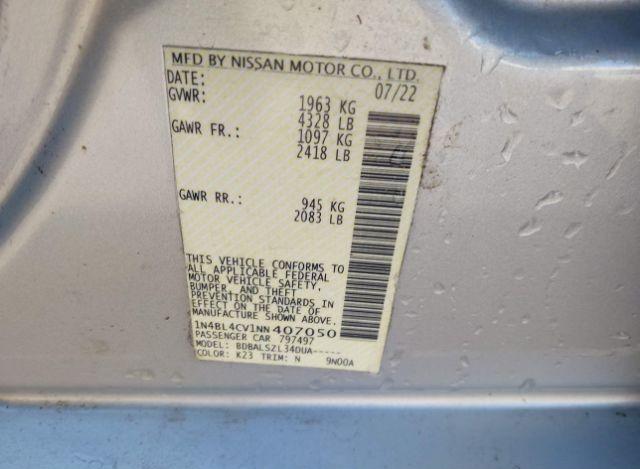 MFD BY NISSAN MOTOR CO., LTD.
DATE: 07/22
GVWR: 1963 KG
4328 LB
GAWR FR.: 1097 KG
2418 LB
GAWR RR.: 945 KG
2083 LB
THIS VEHICLE CONFORMS TO
ALL APPLICABLE FEDERAL
MOTOR VEHICLE SAFETY,
BUMPER, AND THEFT
PREVENTION STANDARDS IN
EFFECT ON THE DATE OF
MANUFACTURE SHOWN ABOVE.
1N4BL4CV1NN407050
PASSENGER CAR 797497
MODEL: BDBALSZL34DUA-----
COLOR: K23 TRIM: N 9N00A